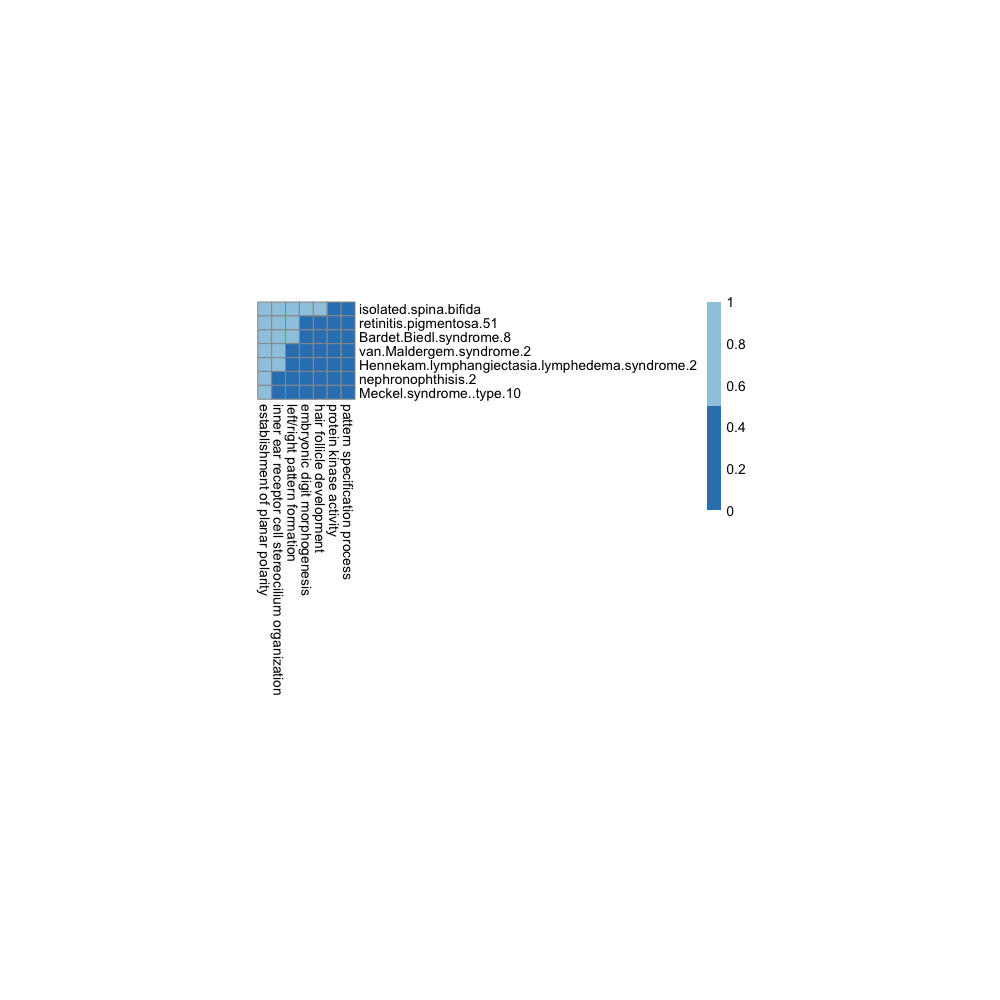 isolated.spina.bifida
retinitis.pigmentosa.51
Bardet.Biedl.syndrome.8
van.Maldergem.syndrome.2
Hennekam.lymphangiectasia.lymphedema.syndrome.2
nephronophthisis.2
Meckel.syndrome..type.10
establishment of planar polarity
inner ear receptor cell stereocilium organization
left/right pattern formation
embryonic digit morphogenesis
hair follicle development
protein kinase activity
pattern specification process
1
0.8
0.6
0.4
0.2
0